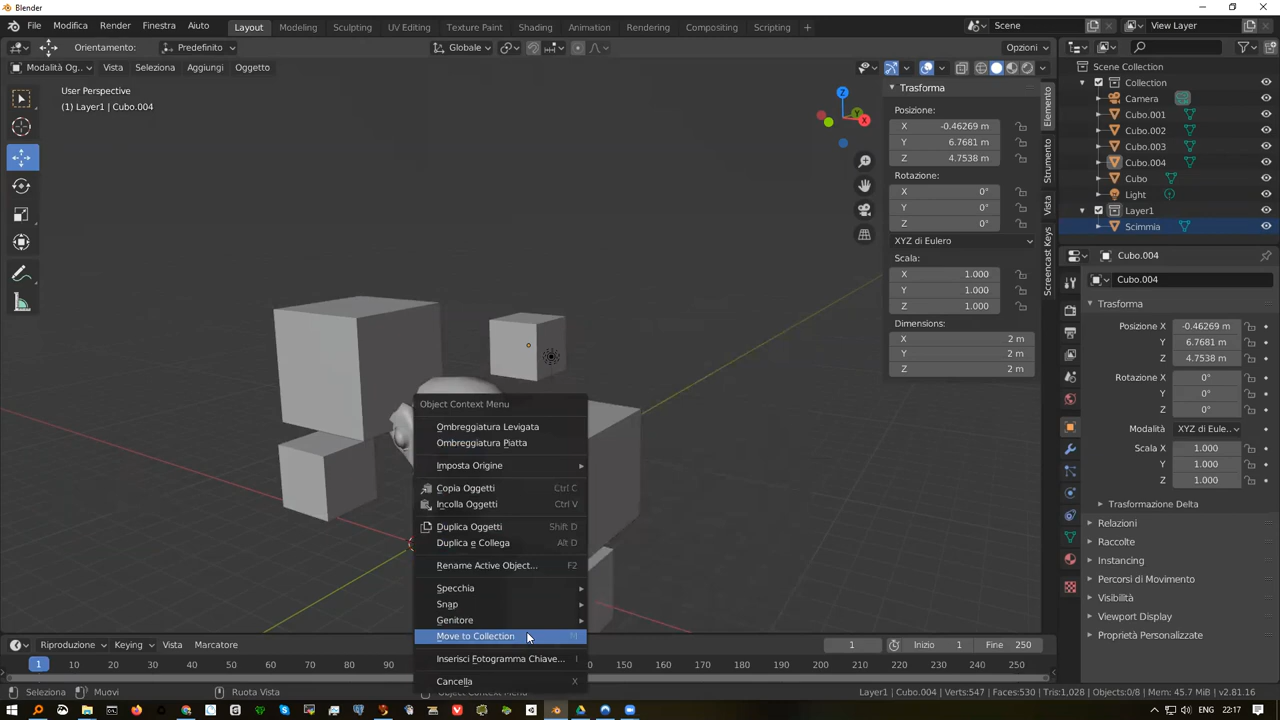 Blender
File Modifica Render Finestra Aiuto Layout Modeling Sculpting UV Editing Texture Paint Shading Animation Rendering Compositing Scripting + Scene View Layer
Orientamento: Predefinito Globale Opzioni
Modalità Og... Vista Seleziona Aggiungi Oggetto
User Perspective
(1) Layer1 | Cubo.004
Z
Y
X
Trasforma
Posizione:
X -0.46269 m
Y 6.7681 m
Z 4.7538 m
Rotazione:
X 0°
Y 0°
Z 0°
XYZ di Eulero
Scala:
X 1.000
Y 1.000
Z 1.000
Dimensions:
X 2 m
Y 2 m
Z 2 m
Elemento
Strumento
Vista
Screencast Keys
Scene Collection
Collection
Camera
Cubo.001
Cubo.002
Cubo.003
Cubo.004
Cubo
Light
Layer1
Scimmia
Cubo.004
Cubo.004
Trasforma
Posizione X -0.46269 m
Y 6.7681 m
Z 4.7538 m
Rotazione X 0°
Y 0°
Z 0°
Modalità XYZ di Eule..
Scala X 1.000
Y 1.000
Z 1.000
Trasformazione Delta
Relazioni
Raccolte
Instancing
Percorsi di Movimento
Visibilità
Viewport Display
Proprietà Personalizzate
Object Context Menu
Ombreggiatura Levigata
Ombreggiatura Piatta
Imposta Origine
Copia Oggetti Ctrl C
Incolla Oggetti Ctrl V
Duplica Oggetti Shift D
Duplica e Collega Alt D
Rename Active Object... F2
Specchia
Snap
Genitore
Move to Collection M
Inserisci Fotogramma Chiave... I
Cancella X
Riproduzione Keying Vista Marca 1 Inizio 1 Fine 250
1 10 20 30 40 50 60 70 80 90 150 160 170 180 190 200 210 220 230 240 250
Seleziona Muovi Ruota Vista Object Context Menu Layer1 | Cubo.004 | Verts:547 | Faces:530 | Tris:1,028 | Objects:0/8 | Mem: 45.7 MiB | v2.81.16
ENG 22:17